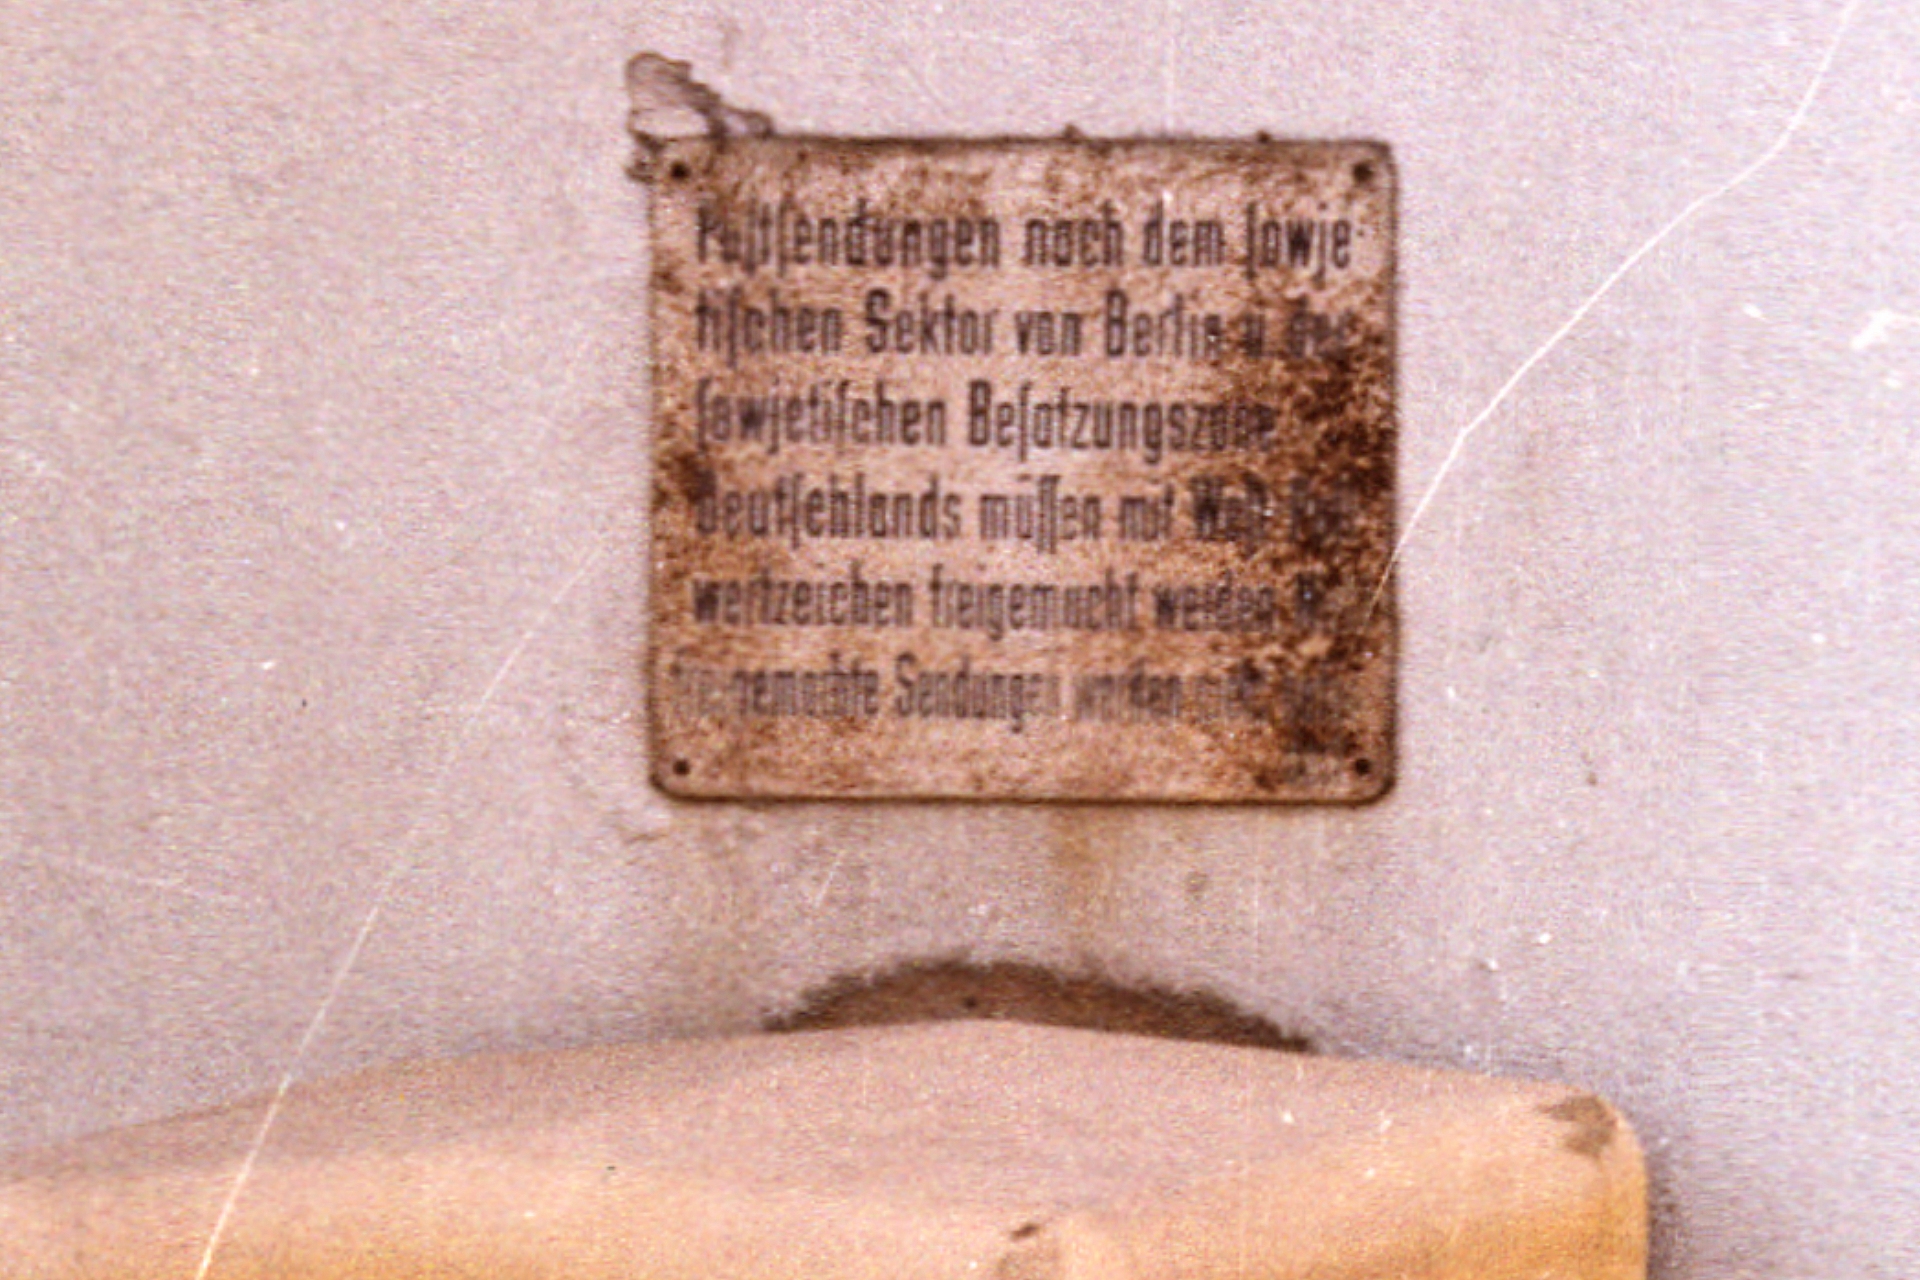 Poſtſendungen nach dem ſowje-
tiſchen Sektor von Berlin u. der
ſowjetiſchen Beſatzungszone
Deutſchlands müſſen mit
wertzeichen freigemacht werden
freigemachte Sendungen werden